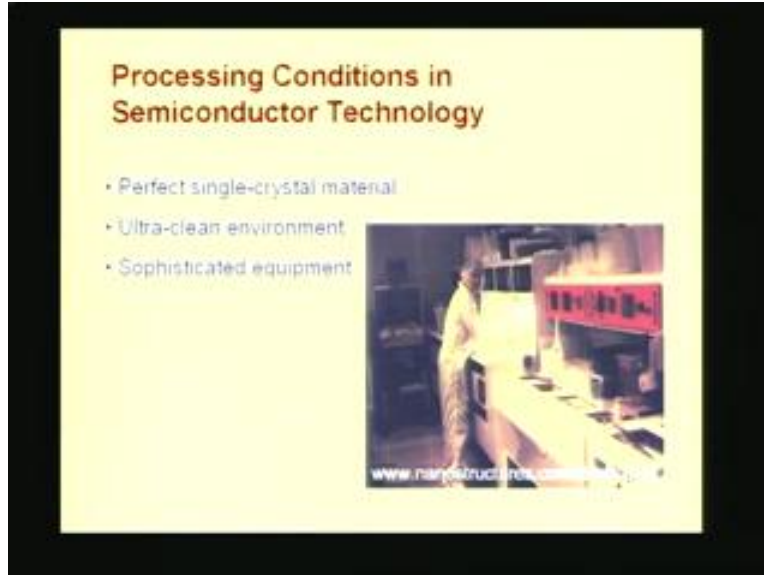 Processing Conditions in
Semiconductor Technology
• Perfect single-crystal material
• Ultra-clean environment
• Sophisticated equipment